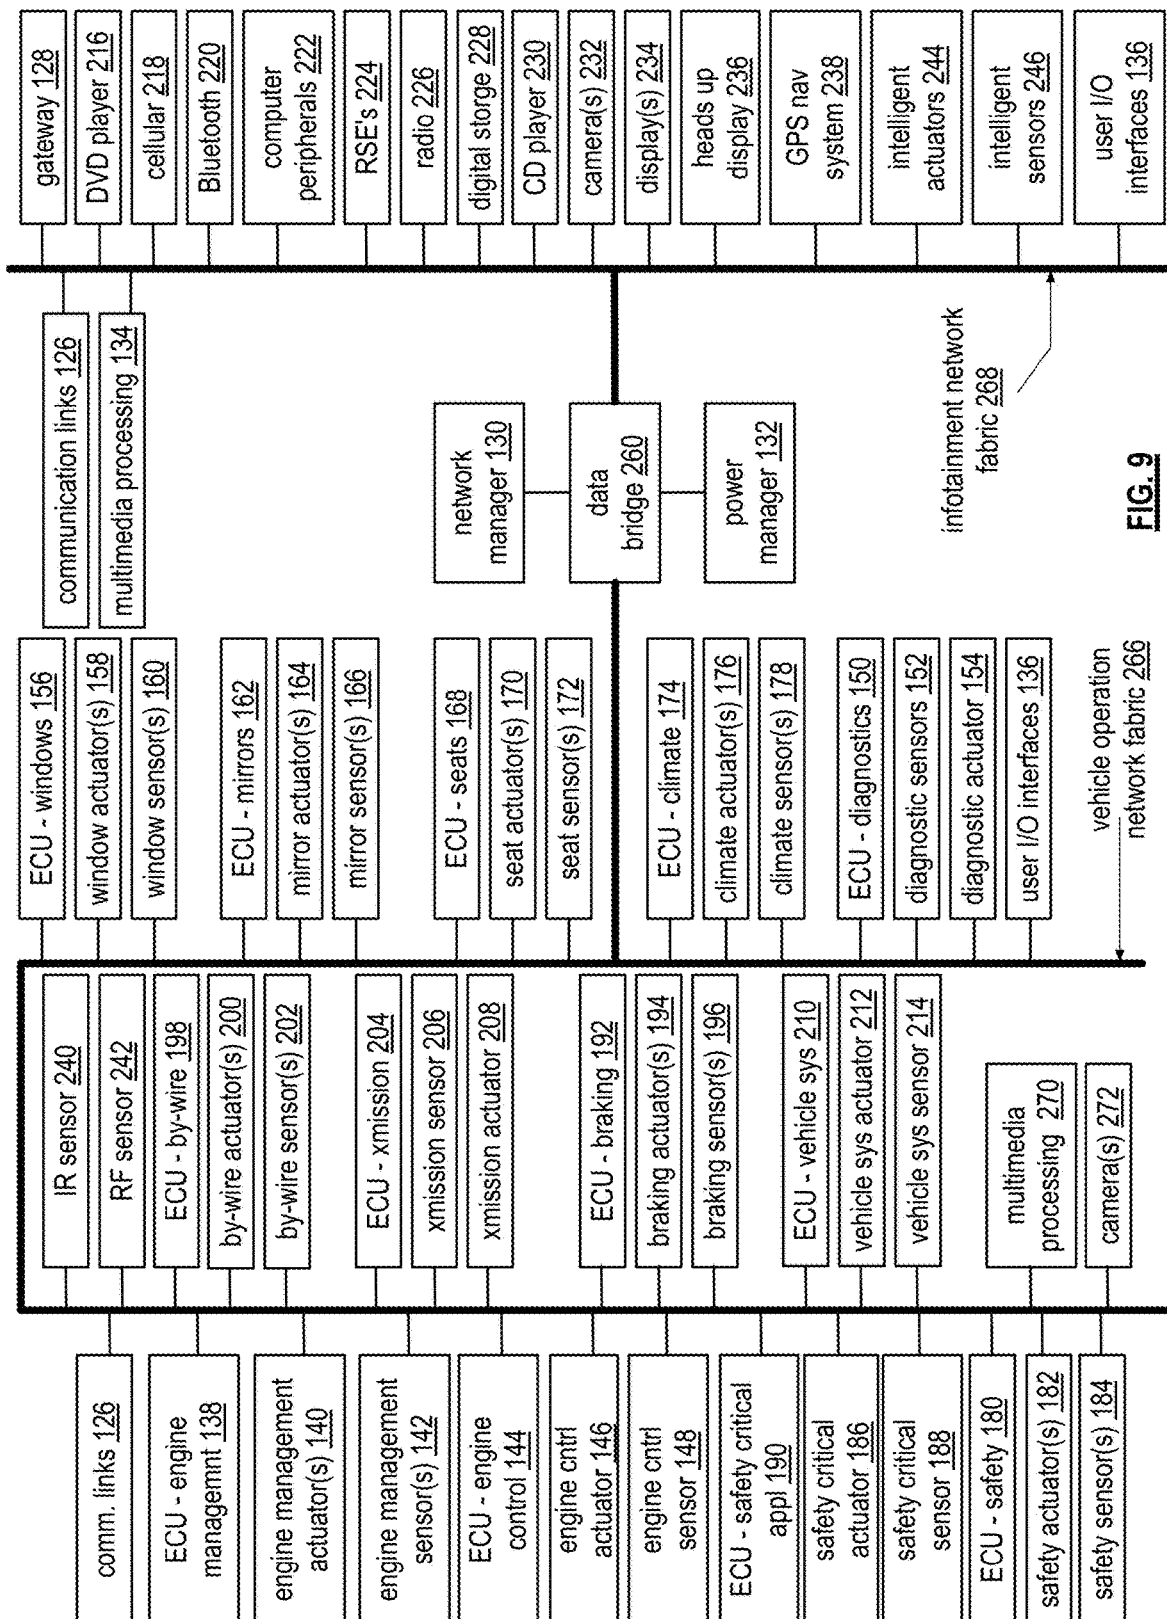 comm. links 126
ECU - engine
managemnt 138
engine management
actuator(s) 140
engine management
sensor(s) 142
ECU - engine
control 144
engine cntrl
actuator 146
engine cntrl
sensor 148
ECU - safety critical
appl 190
safety critical
actuator 186
safety critical
sensor 188
ECU - safety 180
safety actuator(s) 182
safety sensor(s) 184
IR sensor 240
RF sensor 242
ECU - by-wire 198
by-wire actuator(s) 200
by-wire sensor(s) 202
ECU - xmission 204
xmission sensor 206
xmission actuator 208
ECU - braking 192
braking actuator(s) 194
braking sensor(s) 196
ECU - vehicle sys 210
vehicle sys actuator 212
vehicle sys sensor 214
multimedia
processing 270
camera(s) 272
ECU - windows 156
window actuator(s) 158
window sensor(s) 160
ECU - mirrors 162
mirror actuator(s) 164
mirror sensor(s) 166
ECU - seats 168
seat actuator(s) 170
seat sensor(s) 172
ECU - climate 174
climate actuator(s) 176
climate sensor(s) 178
ECU - diagnostics 150
diagnostic sensors 152
diagnostic actuator 154
user I/O interfaces 136
vehicle operation
network fabric 266
communication links 126
multimedia processing 134
network
manager 130
data
bridge 260
power
manager 132
infotainment network
fabric 268
gateway 128
DVD player 216
cellular 218
Bluetooth 220
computer
peripherals 222
RSE's 224
radio 226
digital storge 228
CD player 230
camera(s) 232
display(s) 234
heads up
display 236
GPS nav
system 238
intelligent
actuators 244
intelligent
sensors 246
user I/O
interfaces 136
FIG. 9